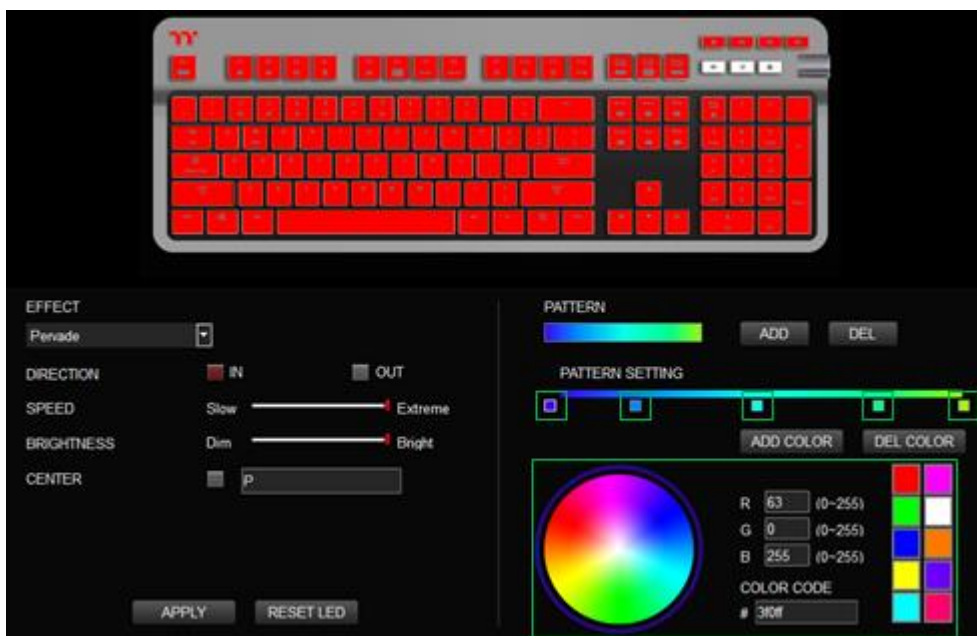 EFFECT
Pervade
DIRECTION IN OUT
SPEED Slow Extreme
BRIGHTNESS Dim Bright
CENTER P
APPLY RESET LED
PATTERN
ADD DEL
PATTERN SETTING
ADD COLOR DEL COLOR
R 63 (0~255)
G 0 (0~255)
B 255 (0~255)
COLOR CODE
# 3f0ff